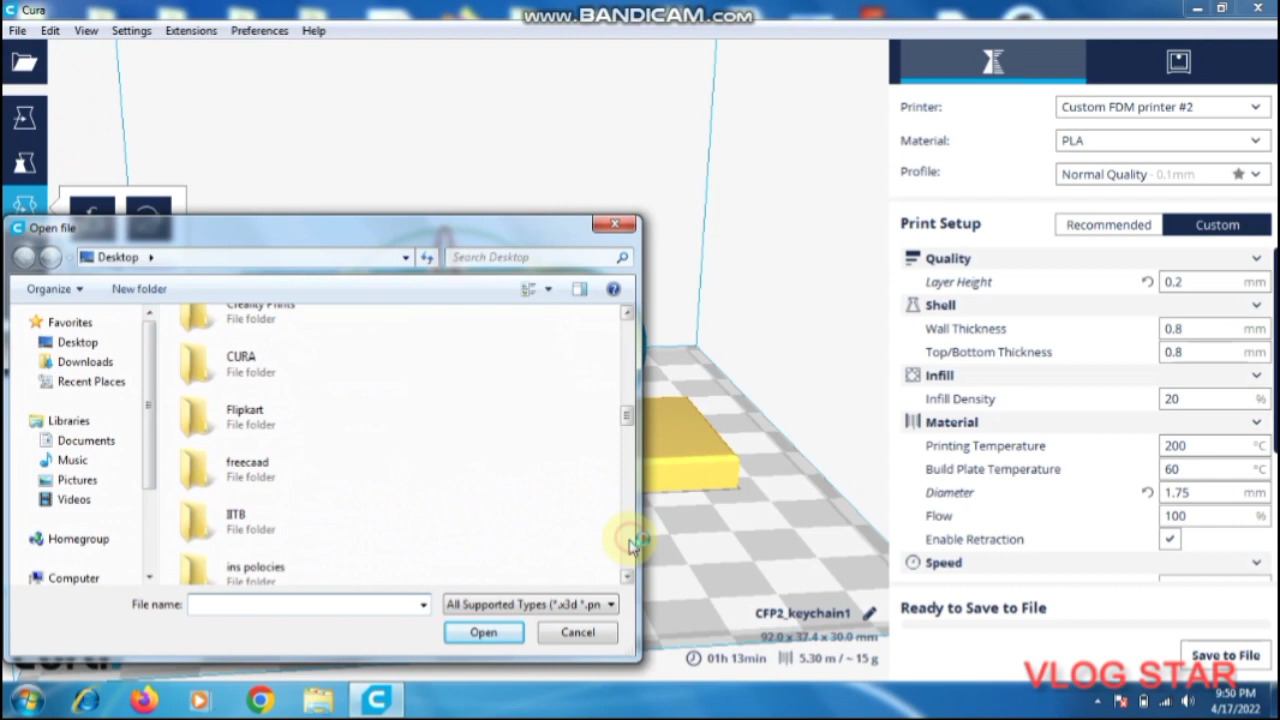 Cura
www.BANDICAM.com
File Edit View Settings Extensions Preferences Help
Printer: Custom FDM printer #2
Material: PLA
Profile: Normal Quality - 0.1mm
Print Setup Recommended Custom
Quality
Layer Height 0.2 mm
Shell
Wall Thickness 0.8 mm
Top/Bottom Thickness 0.8 mm
Infill
Infill Density 20 %
Material
Printing Temperature 200 °C
Build Plate Temperature 60 °C
Diameter 1.75 mm
Flow 100 %
Enable Retraction
Speed
Ready to Save to File
Save to File
Open file
Desktop
Search Desktop
Organize New folder
Favorites
Desktop
Downloads
Recent Places
Libraries
Documents
Music
Pictures
Videos
Homegroup
Computer
Creality Prints
File folder
CURA
File folder
Flipkart
File folder
freecaad
File folder
IITB
File folder
ins polocies
File folder
File name: All Supported Types (*.x3d *.pn
Open Cancel
CFP2_keychain1
92.0 x 37.4 x 30.0 mm
01h 13min 5.30 m / ~ 15 g
VLOG STAR
9:50 PM
4/17/2022